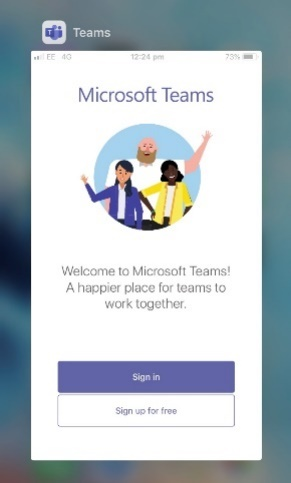 Teams
EE 4G 12:24 pm 73%
Microsoft Teams
Welcome to Microsoft Teams!
A happier place for teams to
work together.
Sign in
Sign up for free